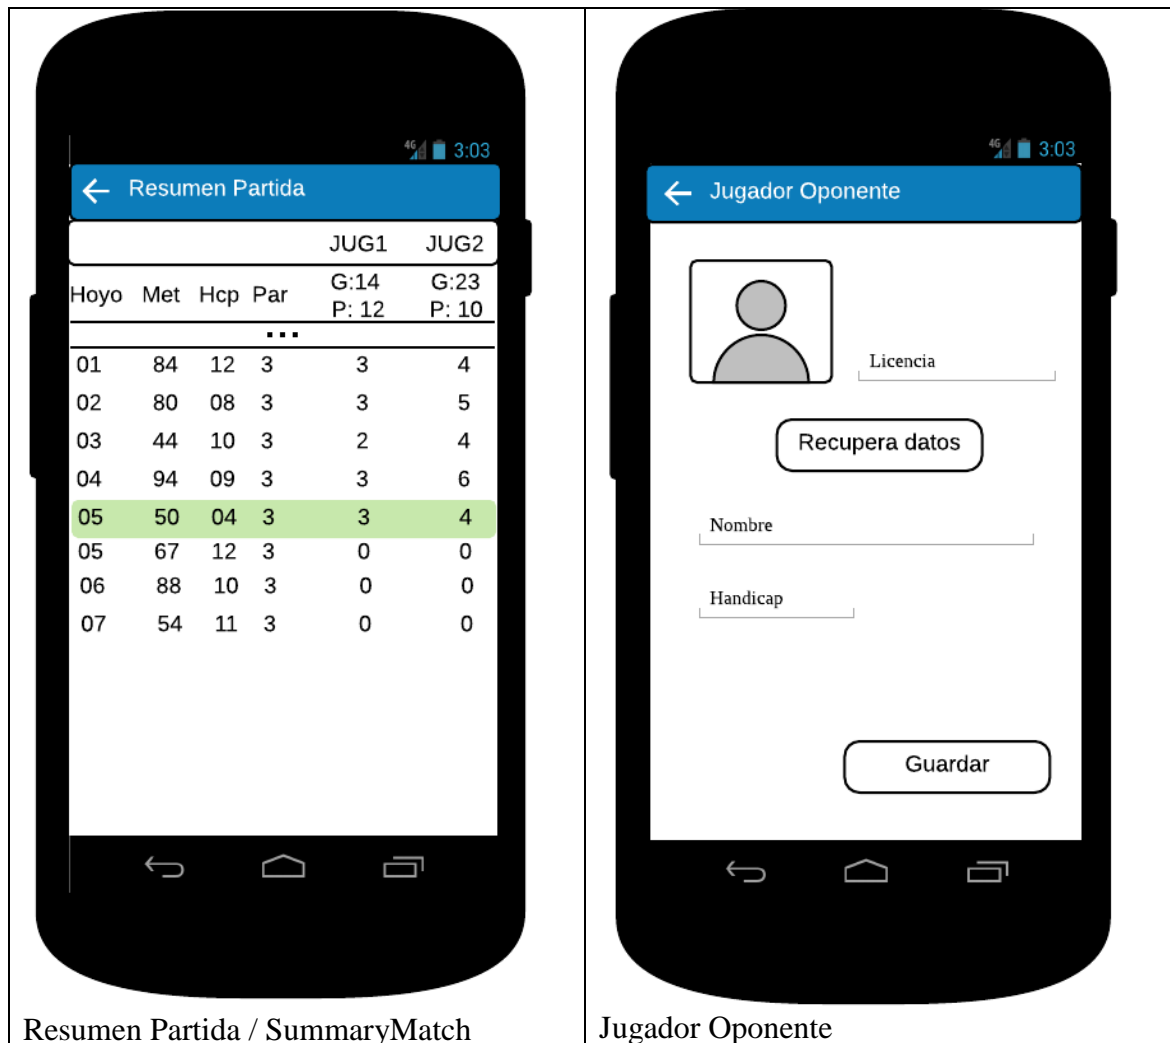 4G 3:03
Resumen Partida
JUG1 JUG2
Hoyo Met Hcp Par G:14 G:23
P: 12 P: 10
...
01 84 12 3 3 4
02 80 08 3 3 5
03 44 10 3 2 4
04 94 09 3 3 6
05 50 04 3 3 4
05 67 12 3 0 0
06 88 10 3 0 0
07 54 11 3 0 0
Resumen Partida / SummaryMatch
4G 3:03
Jugador Oponente
Licencia
Recupera datos
Nombre
Handicap
Guardar
Jugador Oponente